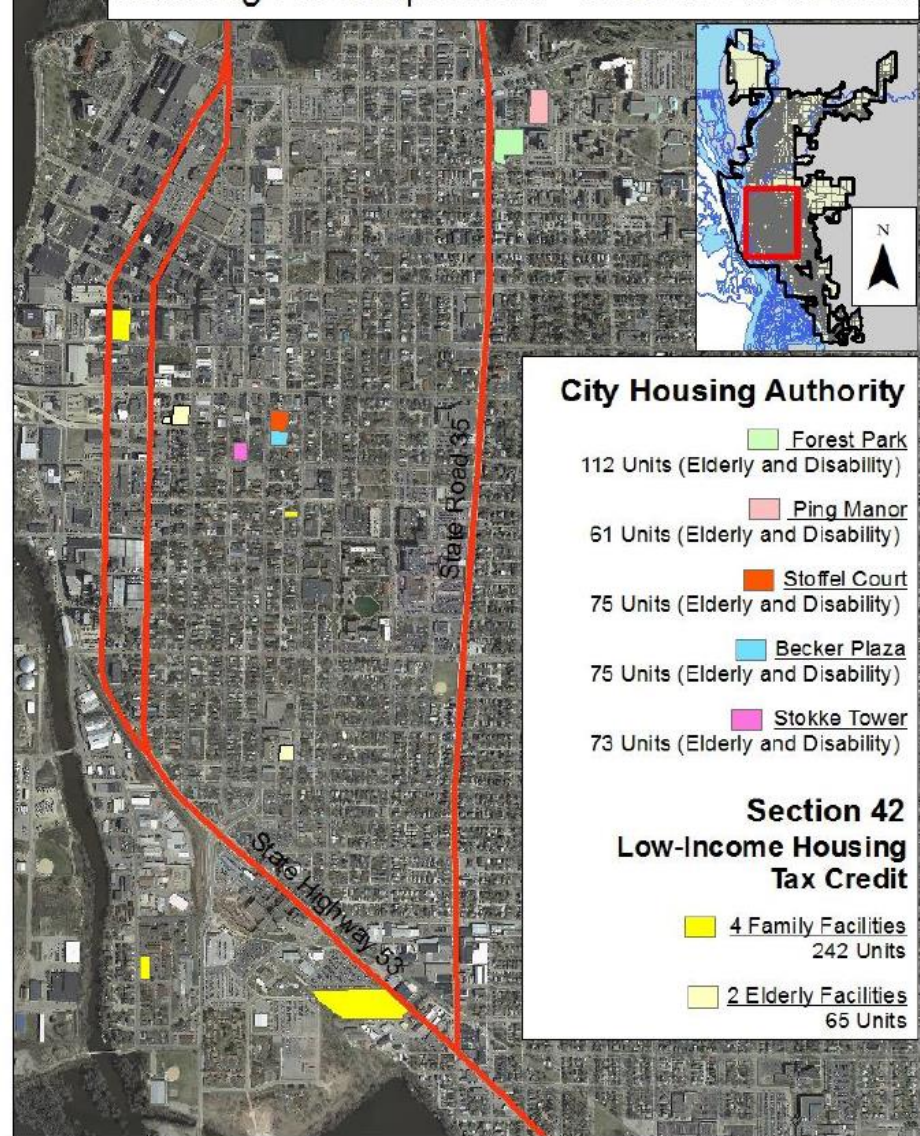 N
City Housing Authority
Forest Park
112 Units (Elderly and Disability)
Ping Manor
61 Units (Elderly and Disability)
Stoffel Court
75 Units (Elderly and Disability)
Becker Plaza
75 Units (Elderly and Disability)
Stokke Tower
73 Units (Elderly and Disability)
Section 42
Low-Income Housing
Tax Credit
4 Family Facilities
242 Units
2 Elderly Facilities
65 Units
State Road 35
State Highway 53